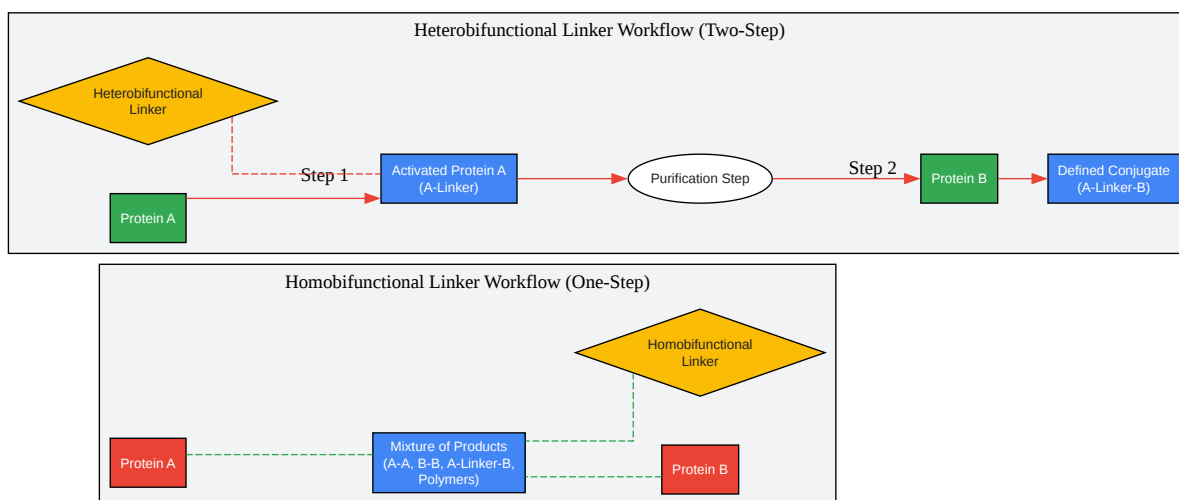 Heterobifunctional Linker Workflow (Two-Step)
Heterobifunctional
Linker
Step 1
Activated Protein A
(A-Linker)
Purification Step
Step 2
Protein B
Defined Conjugate
(A-Linker-B)
Protein A
Homobifunctional Linker Workflow (One-Step)
Homobifunctional
Linker
Protein A
Mixture of Products
(A-A, B-B, A-Linker-B,
Polymers)
Protein B